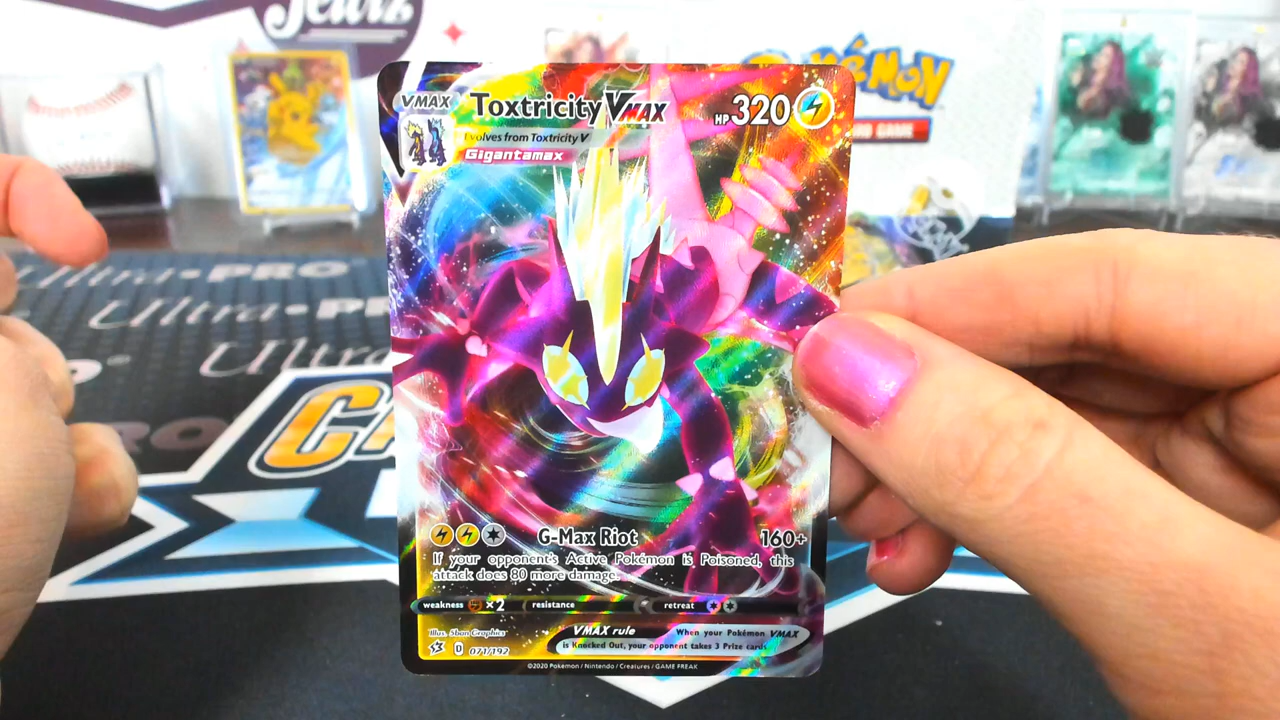 POKÉMON
VMAX
Toxtricity VMAX
HP 320
Evolves from Toxtricity V
Gigantamax
Ultra•PRO
Ultra•PRO
Ultra
G-Max Riot 160+
If your opponent's Active Pokémon is Poisoned, this
attack does 80 more damage.
weakness ×2 resistance retreat
Illus. 5ban Graphics
VMAX rule When your Pokémon VMAX
is Knocked Out, your opponent takes 3 Prize cards.
D 071/192
©2020 Pokémon / Nintendo / Creatures / GAME FREAK